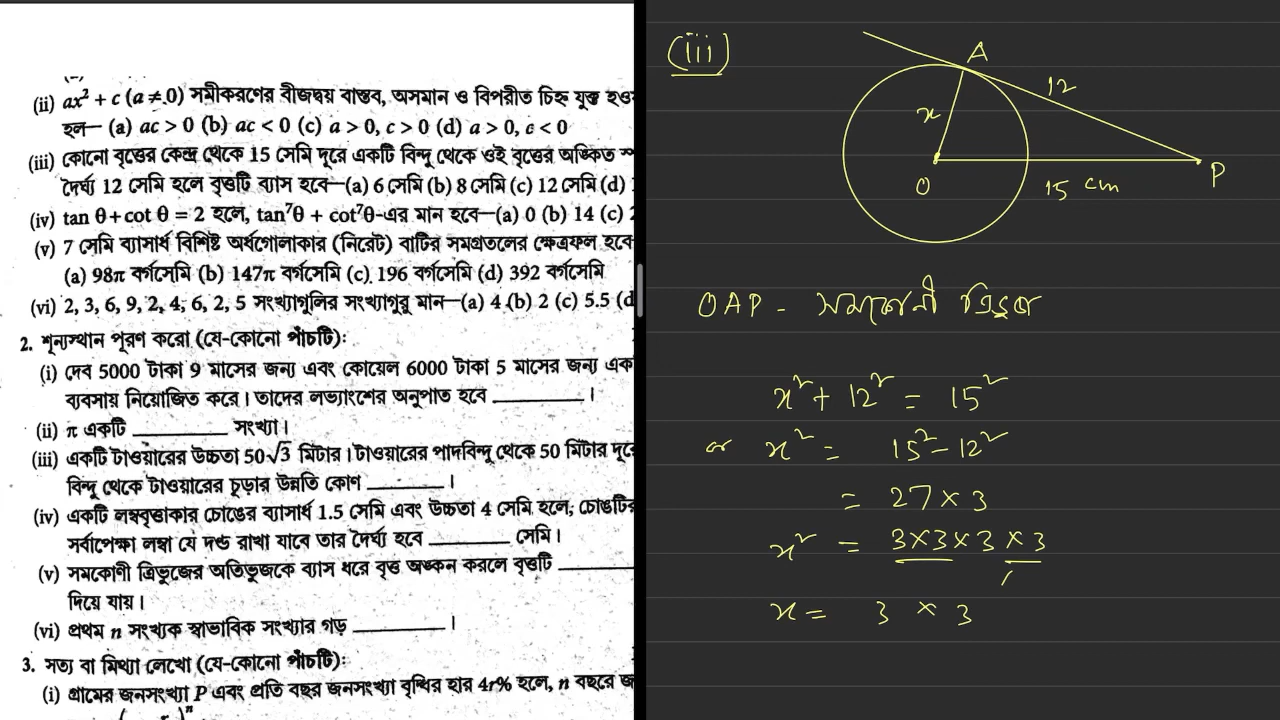 (ii) ax² + c (a ≠ 0) সমীকরণের বীজদ্বয় বাস্তব, অসমান ও বিপরীত চিহ্ন যুক্ত
হল— (a) ac > 0 (b) ac < 0 (c) a > 0, c > 0 (d) a > 0, c < 0
(iii) কোনো বৃত্তের কেন্দ্র থেকে 15 সেমি দূরে একটি বিন্দু থেকে ওই বৃত্তের অঙ্কিত
দৈর্ঘ্য 12 সেমি হলে বৃত্তটি ব্যাস হবে—(a) 6 সেমি (b) 8 সেমি (c) 12 সেমি (d)
(iv) tan θ + cot θ = 2 হলে, tan⁷θ + cot⁷θ-এর মান হবে—(a) 0 (b) 14 (c) 2
(v) 7 সেমি ব্যাসার্ধ বিশিষ্ট অর্ধগোলাকার (নিরেট) বাটির সমগ্রতলের ক্ষেত্রফল হবে
(a) 98π বর্গসেমি (b) 147π বর্গসেমি (c) 196 বর্গসেমি (d) 392 বর্গসেমি
(vi) 2, 3, 6, 9, 2, 4, 6, 2, 5 সংখ্যাগুলির সংখ্যাগুরু মান—(a) 4 (b) 2 (c) 5.5 (d)
2. শূন্যস্থান পূরণ করো (যে-কোনো পাঁচটি):
(i) দেব 5000 টাকা 9 মাসের জন্য এবং কোয়েল 6000 টাকা 5 মাসের জন্য এক
ব্যবসায় নিয়োজিত করে। তাদের লভ্যাংশের অনুপাত হবে __________।
(ii) π একটি __________ সংখ্যা।
(iii) একটি টাওয়ারের উচ্চতা 50√3 মিটার। টাওয়ারের পাদবিন্দু থেকে 50 মিটার দূরে
বিন্দু থেকে টাওয়ারের চূড়ার উন্নতি কোণ ________।
(iv) একটি লম্ববৃত্তাকার চোঙের ব্যাসার্ধ 1.5 সেমি এবং উচ্চতা 4 সেমি হলে, চোঙটির
সর্বাপেক্ষা লম্বা যে দণ্ড রাখা যাবে তার দৈর্ঘ্য হবে ________ সেমি।
(v) সমকোণী ত্রিভুজের অতিভুজকে ব্যাস ধরে বৃত্ত অঙ্কন করলে বৃত্তটি ________
দিয়ে যায়।
(vi) প্রথম n সংখ্যক স্বাভাবিক সংখ্যার গড় __________।
3. সত্য বা মিথ্যা লেখো (যে-কোনো পাঁচটি):
(i) গ্রামের জনসংখ্যা P এবং প্রতি বছর জনসংখ্যা বৃদ্ধির হার 4r% হলে, n বছরে
(iii)
A
12
x
O
15 cm
P
OAP - সমকোনী ত্রিভুজ
x² + 12² = 15²
or x² = 15² - 12²
= 27 × 3
x² = 3×3 × 3 × 3
x = 3 × 3